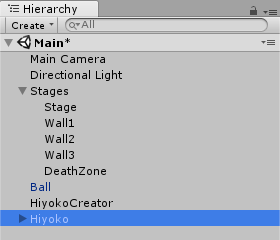 Hierarchy
Create All
Main*
Main Camera
Directional Light
Stages
Stage
Wall1
Wall2
Wall3
DeathZone
Ball
HiyokoCreator
Hiyoko